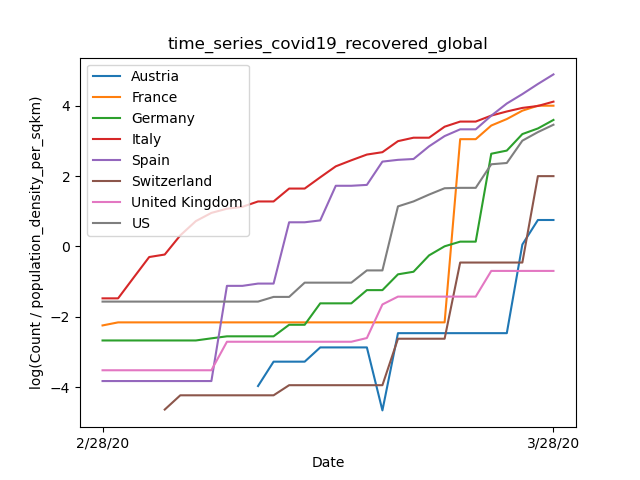 time_series_covid19_recovered_global
log(Count / population_density_per_sqkm)
4
2
0
−2
−4
Austria
France
Germany
Italy
Spain
Switzerland
United Kingdom
US
2/28/20
3/28/20
Date